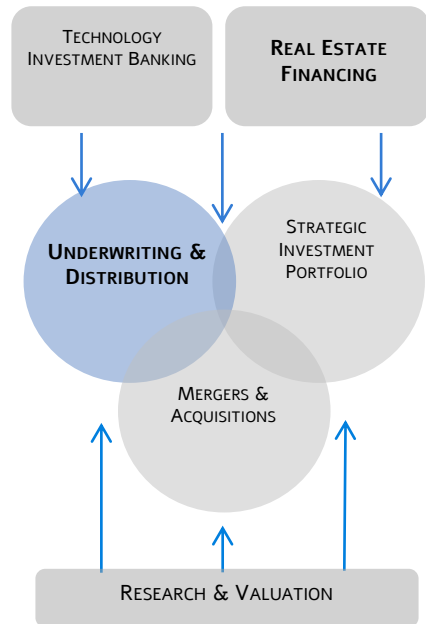 TECHNOLOGY
INVESTMENT BANKING
REAL ESTATE
FINANCING
UNDERWRITING &
DISTRIBUTION
STRATEGIC
INVESTMENT
PORTFOLIO
MERGERS &
ACQUISITIONS
RESEARCH & VALUATION